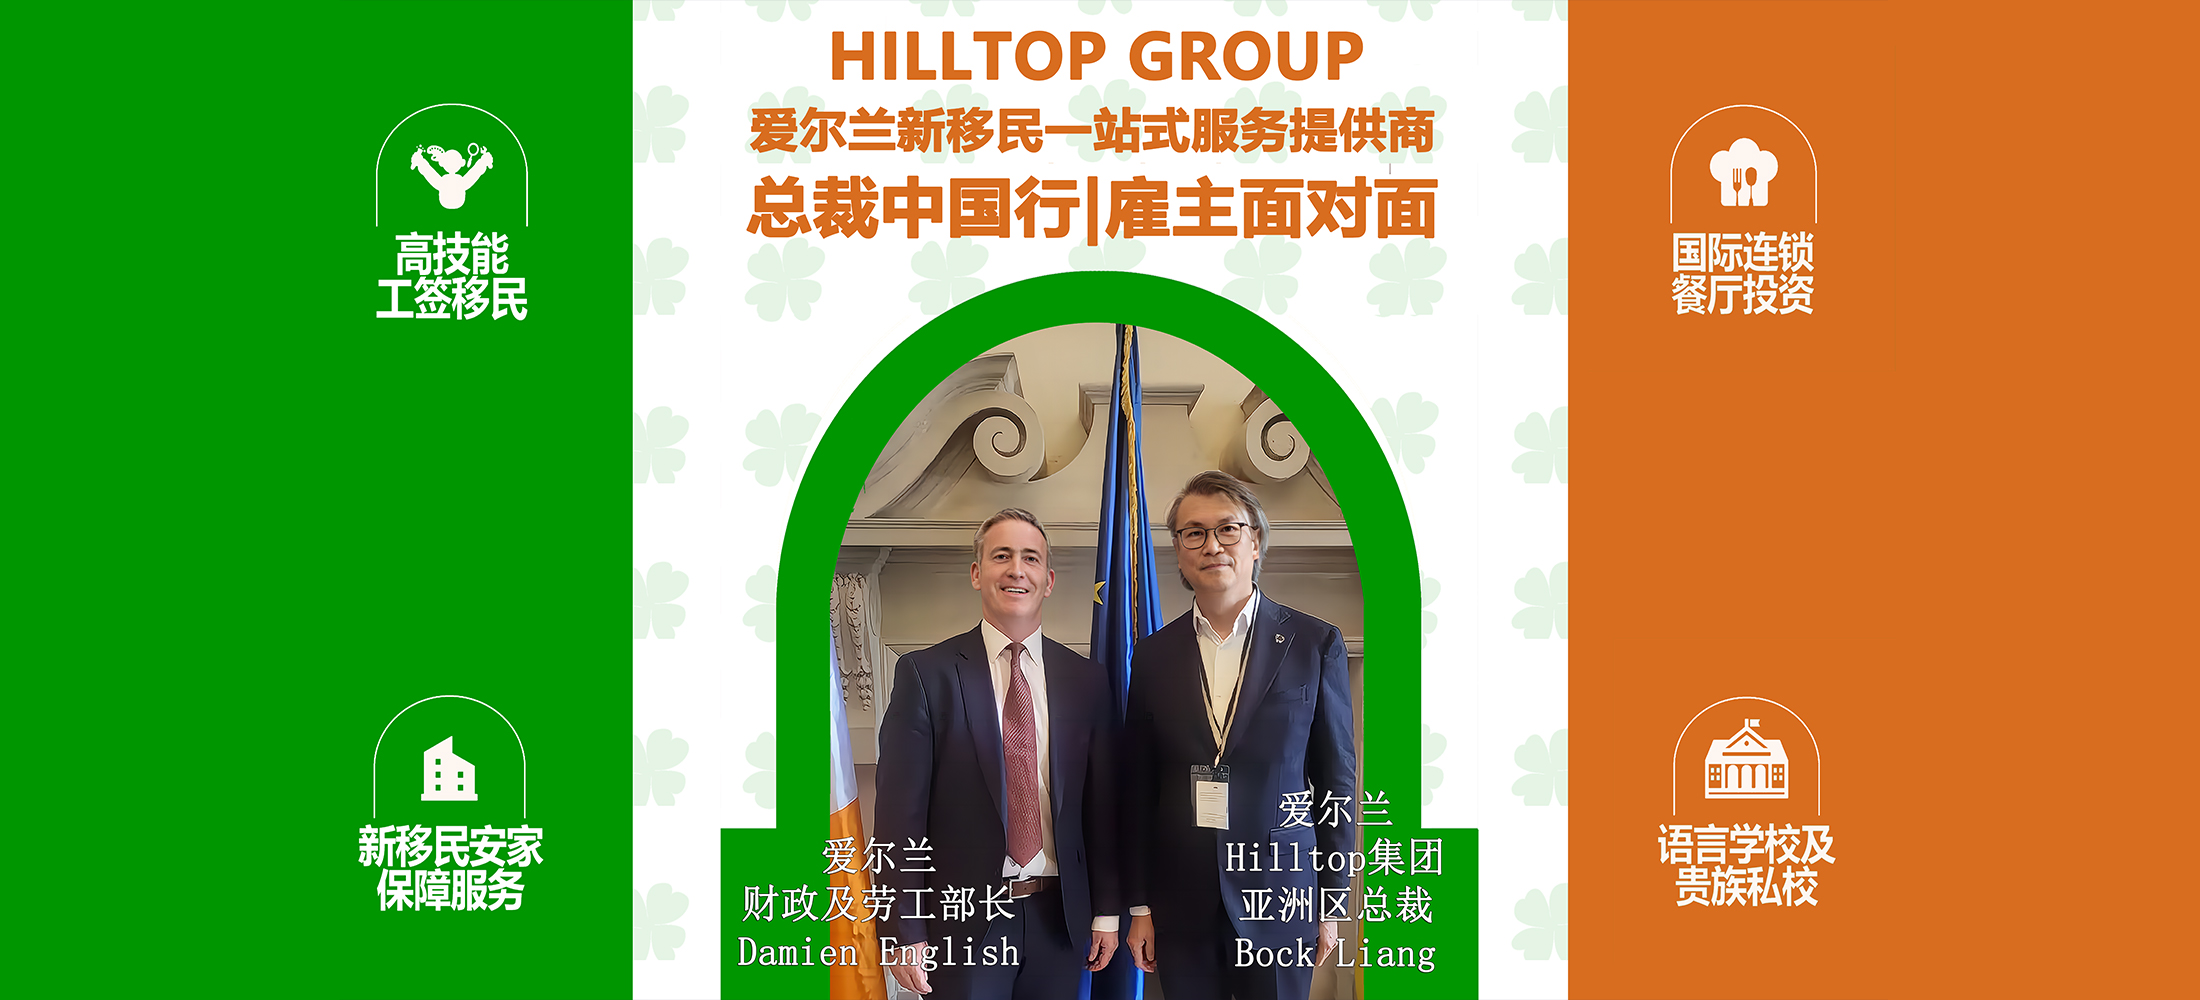 HILLTOP GROUP
爱尔兰新移民一站式服务提供商
总裁中国行|雇主面对面
高技能
工签移民
国际连锁
餐厅投资
新移民安家
保障服务
语言学校及
贵族私校
爱尔兰
财政及劳工部长
Damien English
爱尔兰
Hilltop集团
亚洲区总裁
Bock Liang